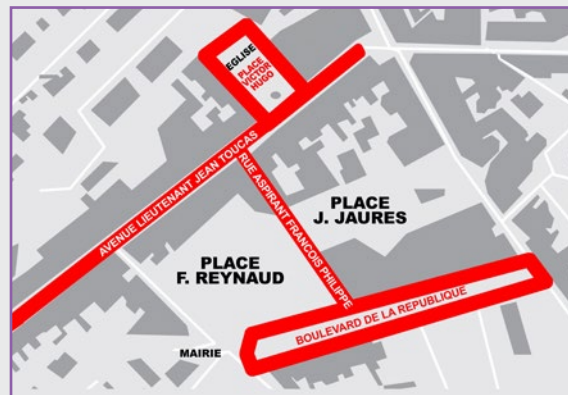 EGLISE
PLACE
VICTOR
HUGO
AVENUE LIEUTENANT JEAN TOUCAS
RUE ASPIRANT FRANCOIS PHILIPPE
PLACE
J. JAURES
PLACE
F. REYNAUD
BOULEVARD DE LA REPUBLIQUE
MAIRIE